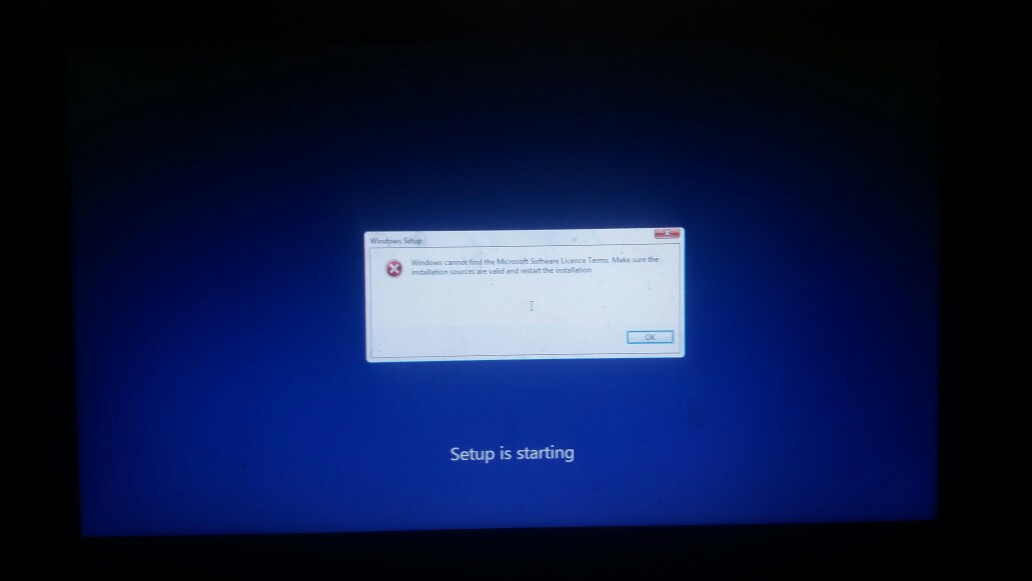 Windows Setup
Windows cannot find the Microsoft Software Licence Terms. Make sure the
installation sources are valid and restart the installation.
OK
Setup is starting